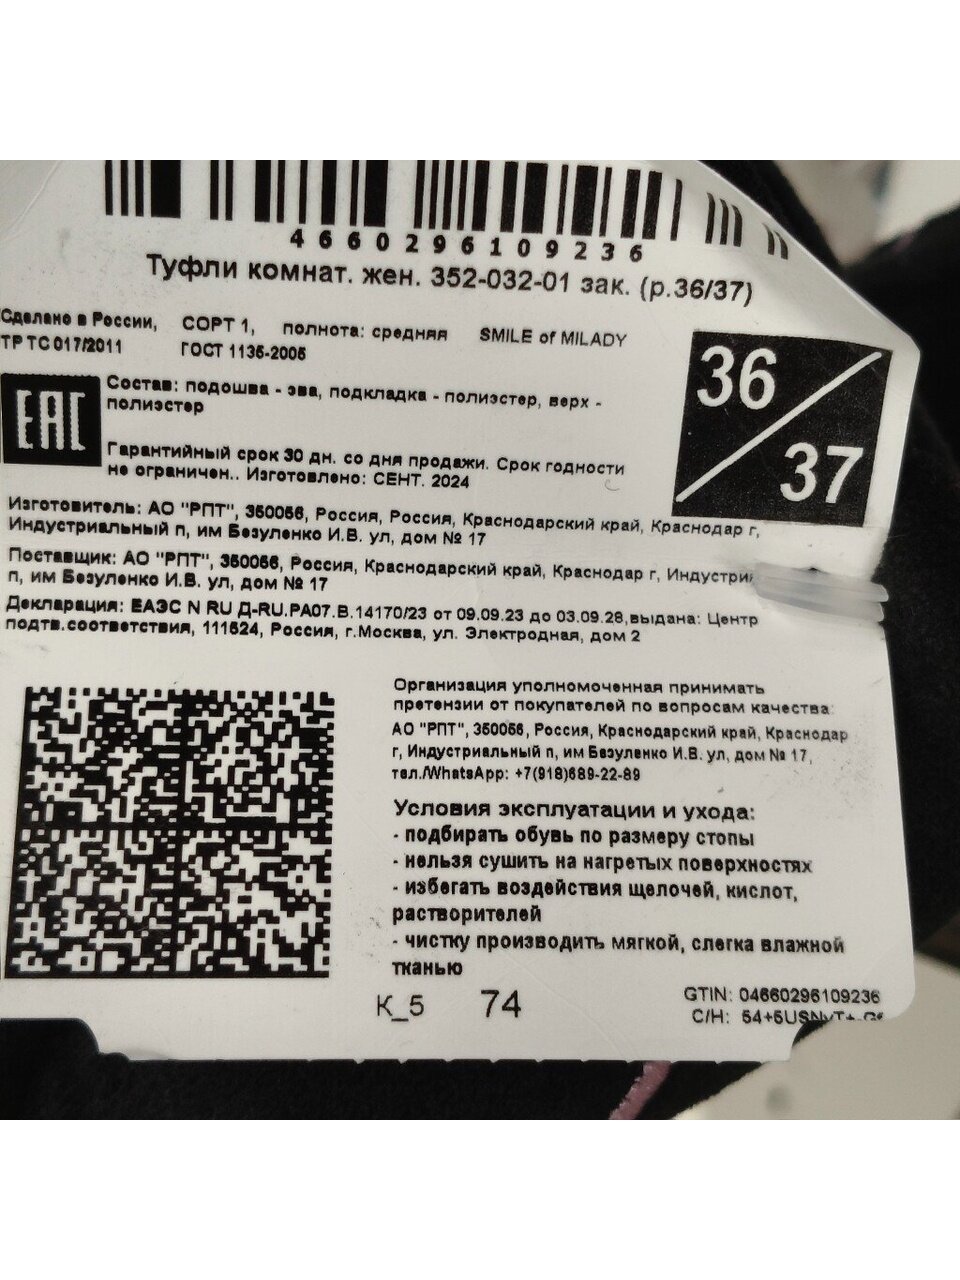 4660296109236
Туфли комнат. жен. 352-032-01 зак. (р.36/37)
Сделано в России, СОРТ 1, полнота: средняя SMILE of MILADY
ТР ТС 017/2011 ГОСТ 1135-2005
36
37
EAC
Состав: подошва - эва, подкладка - полиэстер, верх -
полиэстер
Гарантийный срок 30 дн. со дня продажи. Срок годности
не ограничен.. Изготовлено: СЕНТ. 2024
Изготовитель: АО "РПТ", 350056, Россия, Россия, Краснодарский край, Краснодар г,
Индустриальный п, им Безуленко И.В. ул, дом № 17
Поставщик: АО "РПТ", 350056, Россия, Краснодарский край, Краснодар г,
п, им Безуленко И.В. ул, дом № 17
Декларация: ЕАЭС N RU Д-RU.РА07.В.14170/23 от 09.09.23 до 03.09.28,выдана: Центр
подтв.соответствия, 111524, Россия, г.Москва, ул. Электродная, дом 2
Организация уполномоченная принимать
претензии от покупателей по вопросам качества:
АО "РПТ", 350056, Россия, Краснодарский край, Краснодар
г, Индустриальный п, им Безуленко И.В. ул, дом № 17,
тел./WhatsApp: +7(918)689-22-89
Условия эксплуатации и ухода:
- подбирать обувь по размеру стопы
- нельзя сушить на нагретых поверхностях
- избегать воздействия щелочей, кислот,
растворителей
- чистку производить мягкой, слегка влажной
тканью
К_5 74
GTIN: 04660296109236
С/Н: